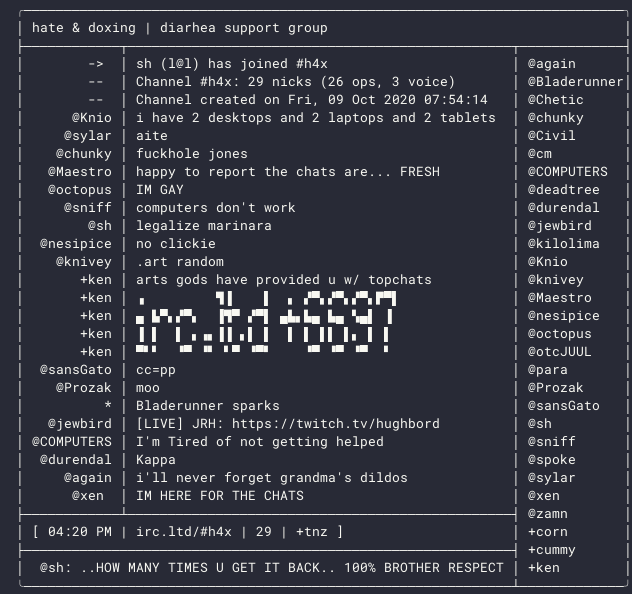 hate & doxing | diarhea support group
-> | sh (l@l) has joined #h4x
-- | Channel #h4x: 29 nicks (26 ops, 3 voice)
-- | Channel created on Fri, 09 Oct 2020 07:54:14
@Knio | i have 2 desktops and 2 laptops and 2 tablets
@sylar | aite
@chunky | fuckhole jones
@Maestro | happy to report the chats are... FRESH
@octopus | IM GAY
@sniff | computers don't work
@sh | legalize marinara
@nesipice | no clickie
@knivey | .art random
+ken | arts gods have provided u w/ topchats
+ken |
+ken |
+ken |
+ken |
@sansGato | cc=pp
@Prozak | moo
* | Bladerunner sparks
@jewbird | [LIVE] JRH: https://twitch.tv/hughbord
@COMPUTERS | I'm Tired of not getting helped
@durendal | Kappa
@again | i'll never forget grandma's dildos
@xen | IM HERE FOR THE CHATS
[ 04:20 PM | irc.ltd/#h4x | 29 | +tnz ]
@sh: ..HOW MANY TIMES U GET IT BACK.. 100% BROTHER RESPECT
@again
@Bladerunner
@Chetic
@chunky
@Civil
@cm
@COMPUTERS
@deadtree
@durendal
@jewbird
@kilolima
@Knio
@knivey
@Maestro
@nesipice
@octopus
@otcJUUL
@para
@Prozak
@sansGato
@sh
@sniff
@spoke
@sylar
@xen
@zamn
+corn
+cummy
+ken